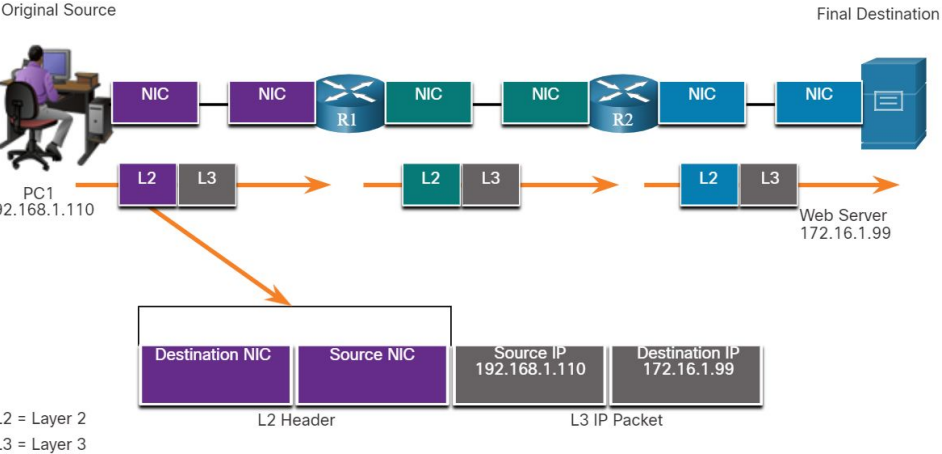 Original Source
Final Destination
NIC NIC R1 NIC NIC R2 NIC NIC
L2 L3 L2 L3 L2 L3
PC1
92.168.1.110
Web Server
172.16.1.99
Destination NIC Source NIC Source IP Destination IP
192.168.1.110 172.16.1.99
L2 Header L3 IP Packet
L2 = Layer 2
L3 = Layer 3